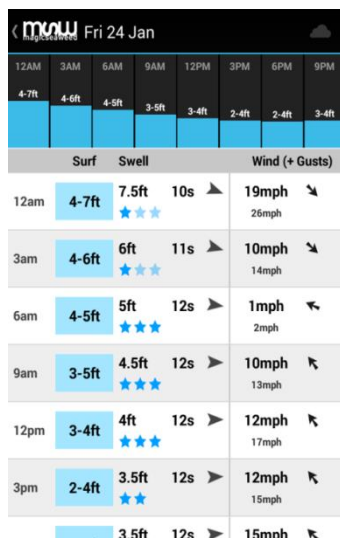 msw Fri 24 Jan
magicseaweed
12AM 3AM 6AM 9AM 12PM 3PM 6PM 9PM
4-7ft 4-6ft 4-5ft 3-5ft 3-4ft 2-4ft 2-4ft 3-4ft
Surf Swell Wind (+ Gusts)
12am 4-7ft 7.5ft 10s 19mph
26mph
3am 4-6ft 6ft 11s 10mph
14mph
6am 4-5ft 5ft 12s 1mph
2mph
9am 3-5ft 4.5ft 12s 10mph
13mph
12pm 3-4ft 4ft 12s 12mph
17mph
3pm 2-4ft 3.5ft 12s 12mph
15mph
3.5ft 12s 15mph